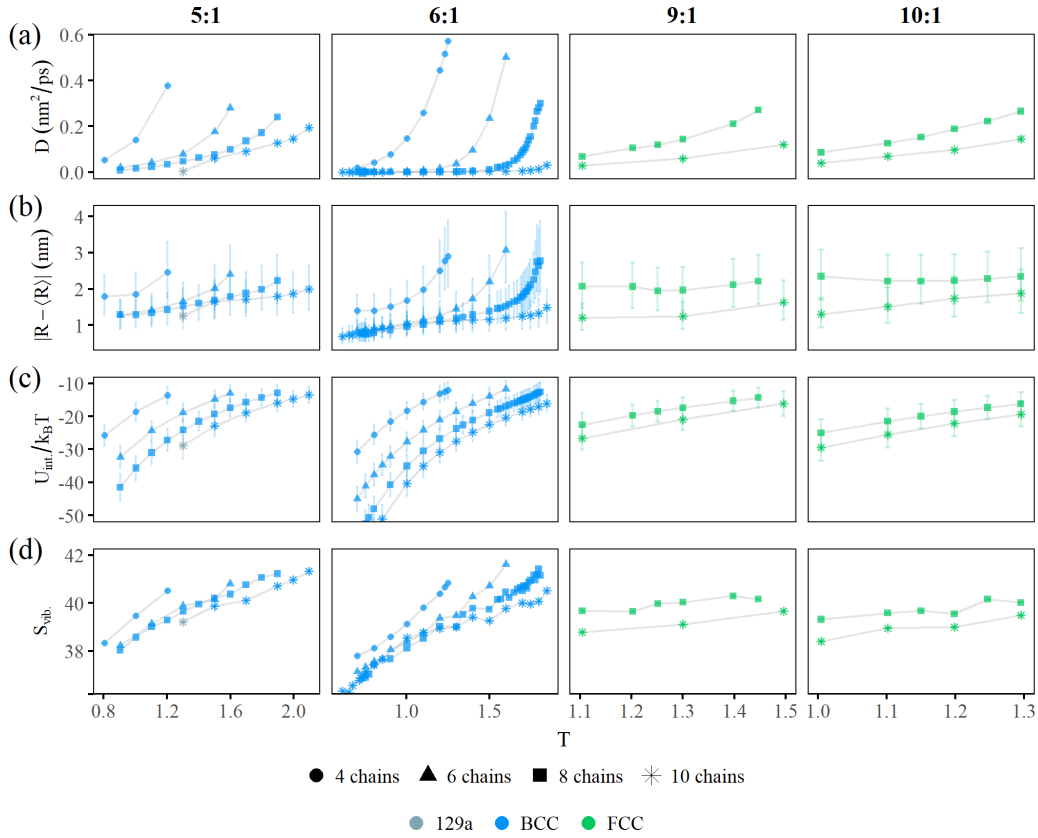 5:1 6:1 9:1 10:1
(a)
D (nm²/ps)
0.6
0.4
0.2
0.0
(b)
|R − ⟨R⟩| (nm)
4
3
2
1
(c)
U_int./k_BT
-10
-20
-30
-40
-50
(d)
S_vib.
42
40
38
0.8 1.2 1.6 2.0 1.0 1.5 1.1 1.2 1.3 1.4 1.5 1.0 1.1 1.2 1.3
T
4 chains 6 chains 8 chains 10 chains
129a BCC FCC